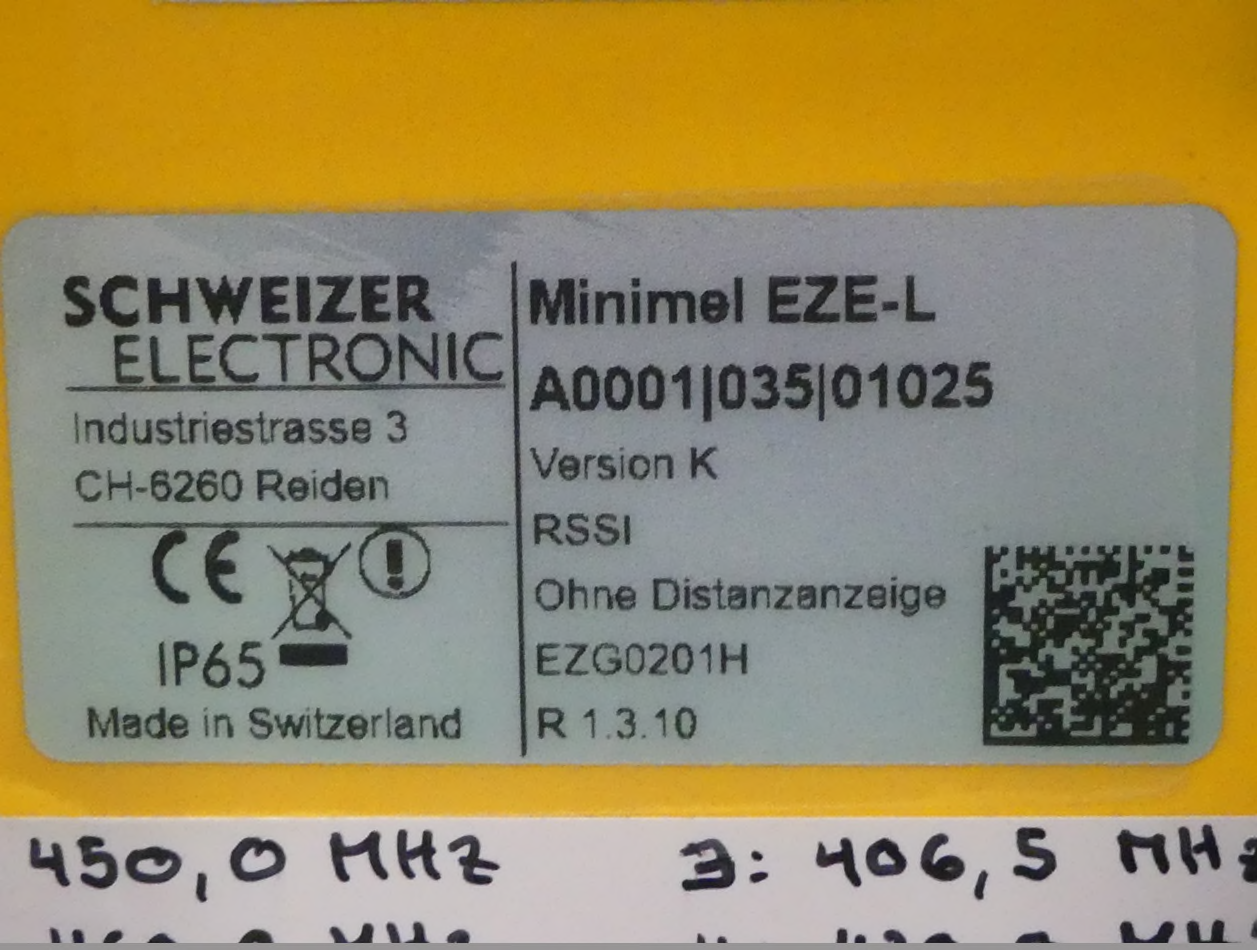 SCHWEIZER
ELECTRONIC
Industriestrasse 3
CH-6260 Reiden
CE
IP65
Made in Switzerland
Minimel EZE-L
A0001|035|01025
Version K
RSSI
Ohne Distanzanzeige
EZG0201H
R 1.3.10
450,0 MHz
3: 406,5 MHz